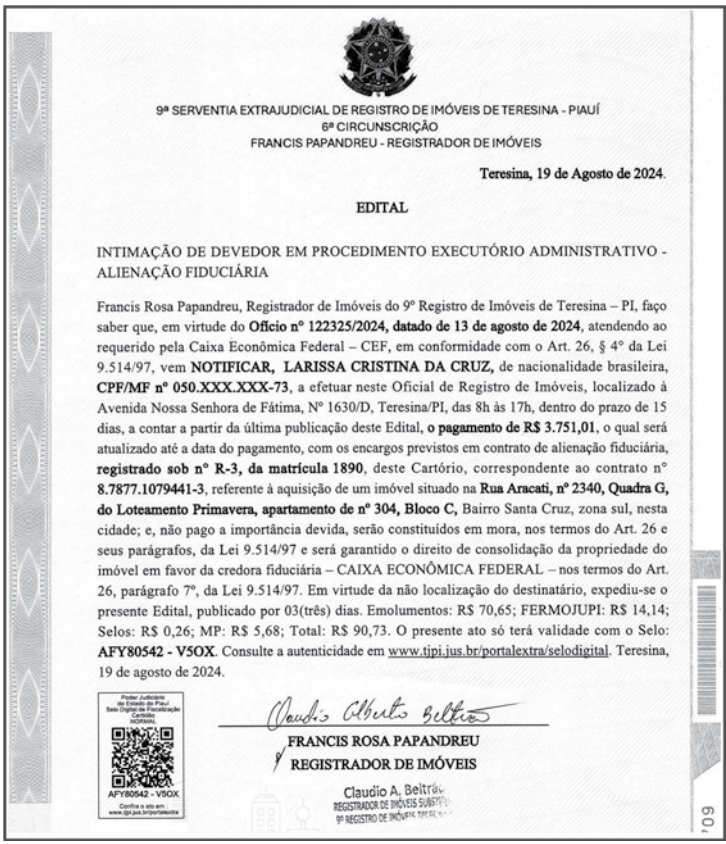 9ª SERVENTIA EXTRAJUDICIAL DE REGISTRO DE IMÓVEIS DE TERESINA - PIAUÍ
6ª CIRCUNSCRIÇÃO
FRANCIS PAPANDREU - REGISTRADOR DE IMÓVEIS
Teresina, 19 de Agosto de 2024.
EDITAL
INTIMAÇÃO DE DEVEDOR EM PROCEDIMENTO EXECUTÓRIO ADMINISTRATIVO -
ALIENAÇÃO FIDUCIÁRIA
Francis Rosa Papandreu, Registrador de Imóveis do 9º Registro de Imóveis de Teresina – PI, faço
saber que, em virtude do Ofício nº 122325/2024, datado de 13 de agosto de 2024, atendendo ao
requerido pela Caixa Econômica Federal – CEF, em conformidade com o Art. 26, § 4º da Lei
9.514/97, vem NOTIFICAR, LARISSA CRISTINA DA CRUZ, de nacionalidade brasileira,
CPF/MF nº 050.XXX.XXX-73, a efetuar neste Oficial de Registro de Imóveis, localizado à
Avenida Nossa Senhora de Fátima, Nº 1630/D, Teresina/PI, das 8h às 17h, dentro do prazo de 15
dias, a contar a partir da última publicação deste Edital, o pagamento de R$ 3.751,01, o qual será
atualizado até a data do pagamento, com os encargos previstos em contrato de alienação fiduciária,
registrado sob nº R-3, da matrícula 1890, deste Cartório, correspondente ao contrato nº
8.7877.1079441-3, referente à aquisição de um imóvel situado na Rua Aracati, nº 2340, Quadra G,
do Loteamento Primavera, apartamento de nº 304, Bloco C, Bairro Santa Cruz, zona sul, nesta
cidade; e, não pago a importância devida, serão constituídos em mora, nos termos do Art. 26 e
seus parágrafos, da Lei 9.514/97 e será garantido o direito de consolidação da propriedade do
imóvel em favor da credora fiduciária – CAIXA ECONÔMICA FEDERAL – nos termos do Art.
26, parágrafo 7º, da Lei 9.514/97. Em virtude da não localização do destinatário, expediu-se o
presente Edital, publicado por 03(três) dias. Emolumentos: R$ 70,65; FERMOJUPI: R$ 14,14;
Selos: R$ 0,26; MP: R$ 5,68; Total: R$ 90,73. O presente ato só terá validade com o Selo:
AFY80542 - V5OX. Consulte a autenticidade em www.tjpi.jus.br/portalextra/selodigital. Teresina,
19 de agosto de 2024.
Poder Judiciário
do Estado do Piauí
Selo Digital de Fiscalização
Certidão
NORMAL
AFY80542 - V5OX
Confira o ato em
www.tjpi.jus.br/portalextra
Claudio Alberto Beltrão
FRANCIS ROSA PAPANDREU
REGISTRADOR DE IMÓVEIS
Claudio A. Beltrão
REGISTRADOR DE IMÓVEIS
9º REGISTRO DE IMÓVEIS